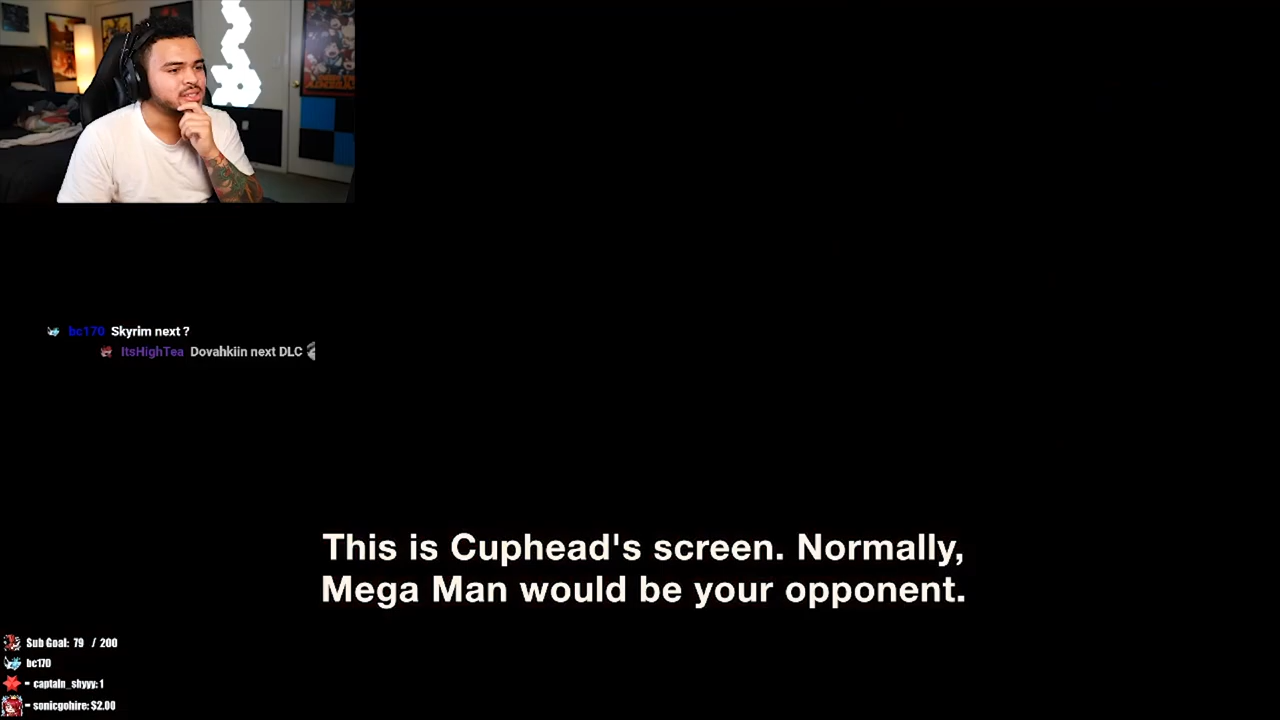 bc170 Skyrim next ?
ItsHighTea Dovahkiin next DLC
This is Cuphead's screen. Normally,
Mega Man would be your opponent.
Sub Goal: 79 / 200
bc170
- captain_shyyy: 1
- sonicgohire: $2.00